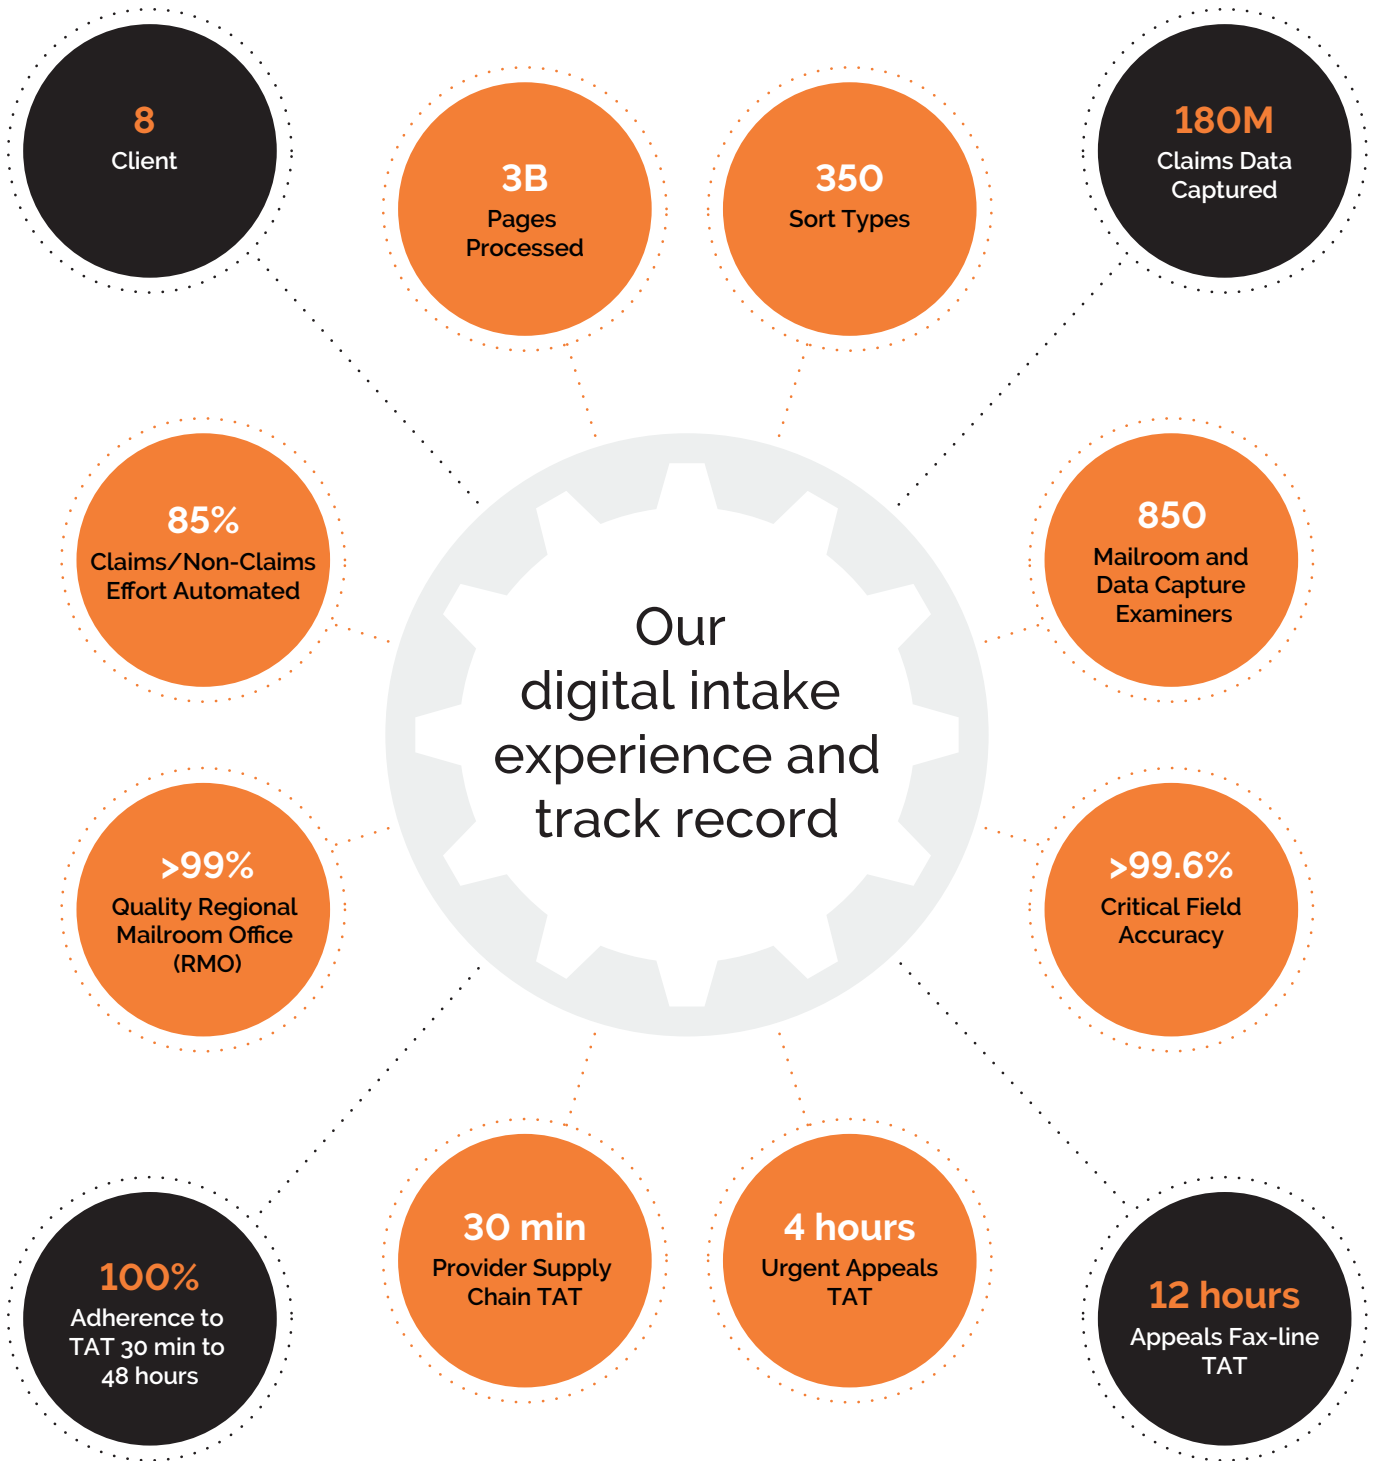 8
Client
3B
Pages
Processed
350
Sort Types
180M
Claims Data
Captured
85%
Claims/Non-Claims
Effort Automated
850
Mailroom and
Data Capture
Examiners
Our
digital intake
experience and
track record
>99%
Quality Regional
Mailroom Office
(RMO)
>99.6%
Critical Field
Accuracy
100%
Adherence to
TAT 30 min to
48 hours
30 min
Provider Supply
Chain TAT
4 hours
Urgent Appeals
TAT
12 hours
Appeals Fax-line
TAT